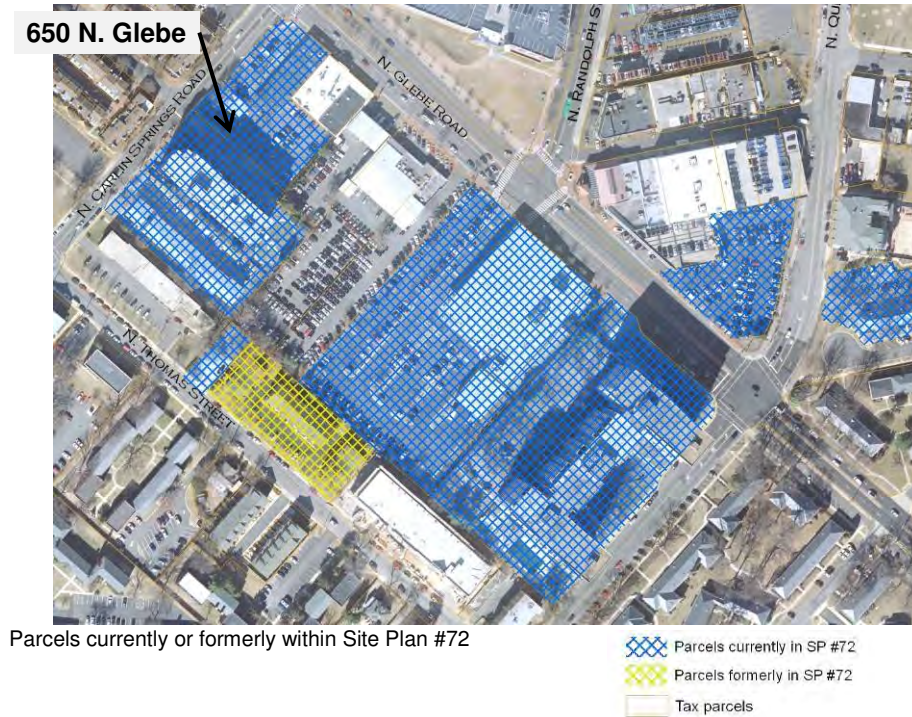 650 N. Glebe
N. CARLIN SPRINGS ROAD
N. GLEBE ROAD
N. RANDOLPH S
N. QU
N. THOMAS STREET
Parcels currently or formerly within Site Plan #72
Parcels currently in SP #72
Parcels formerly in SP #72
Tax parcels